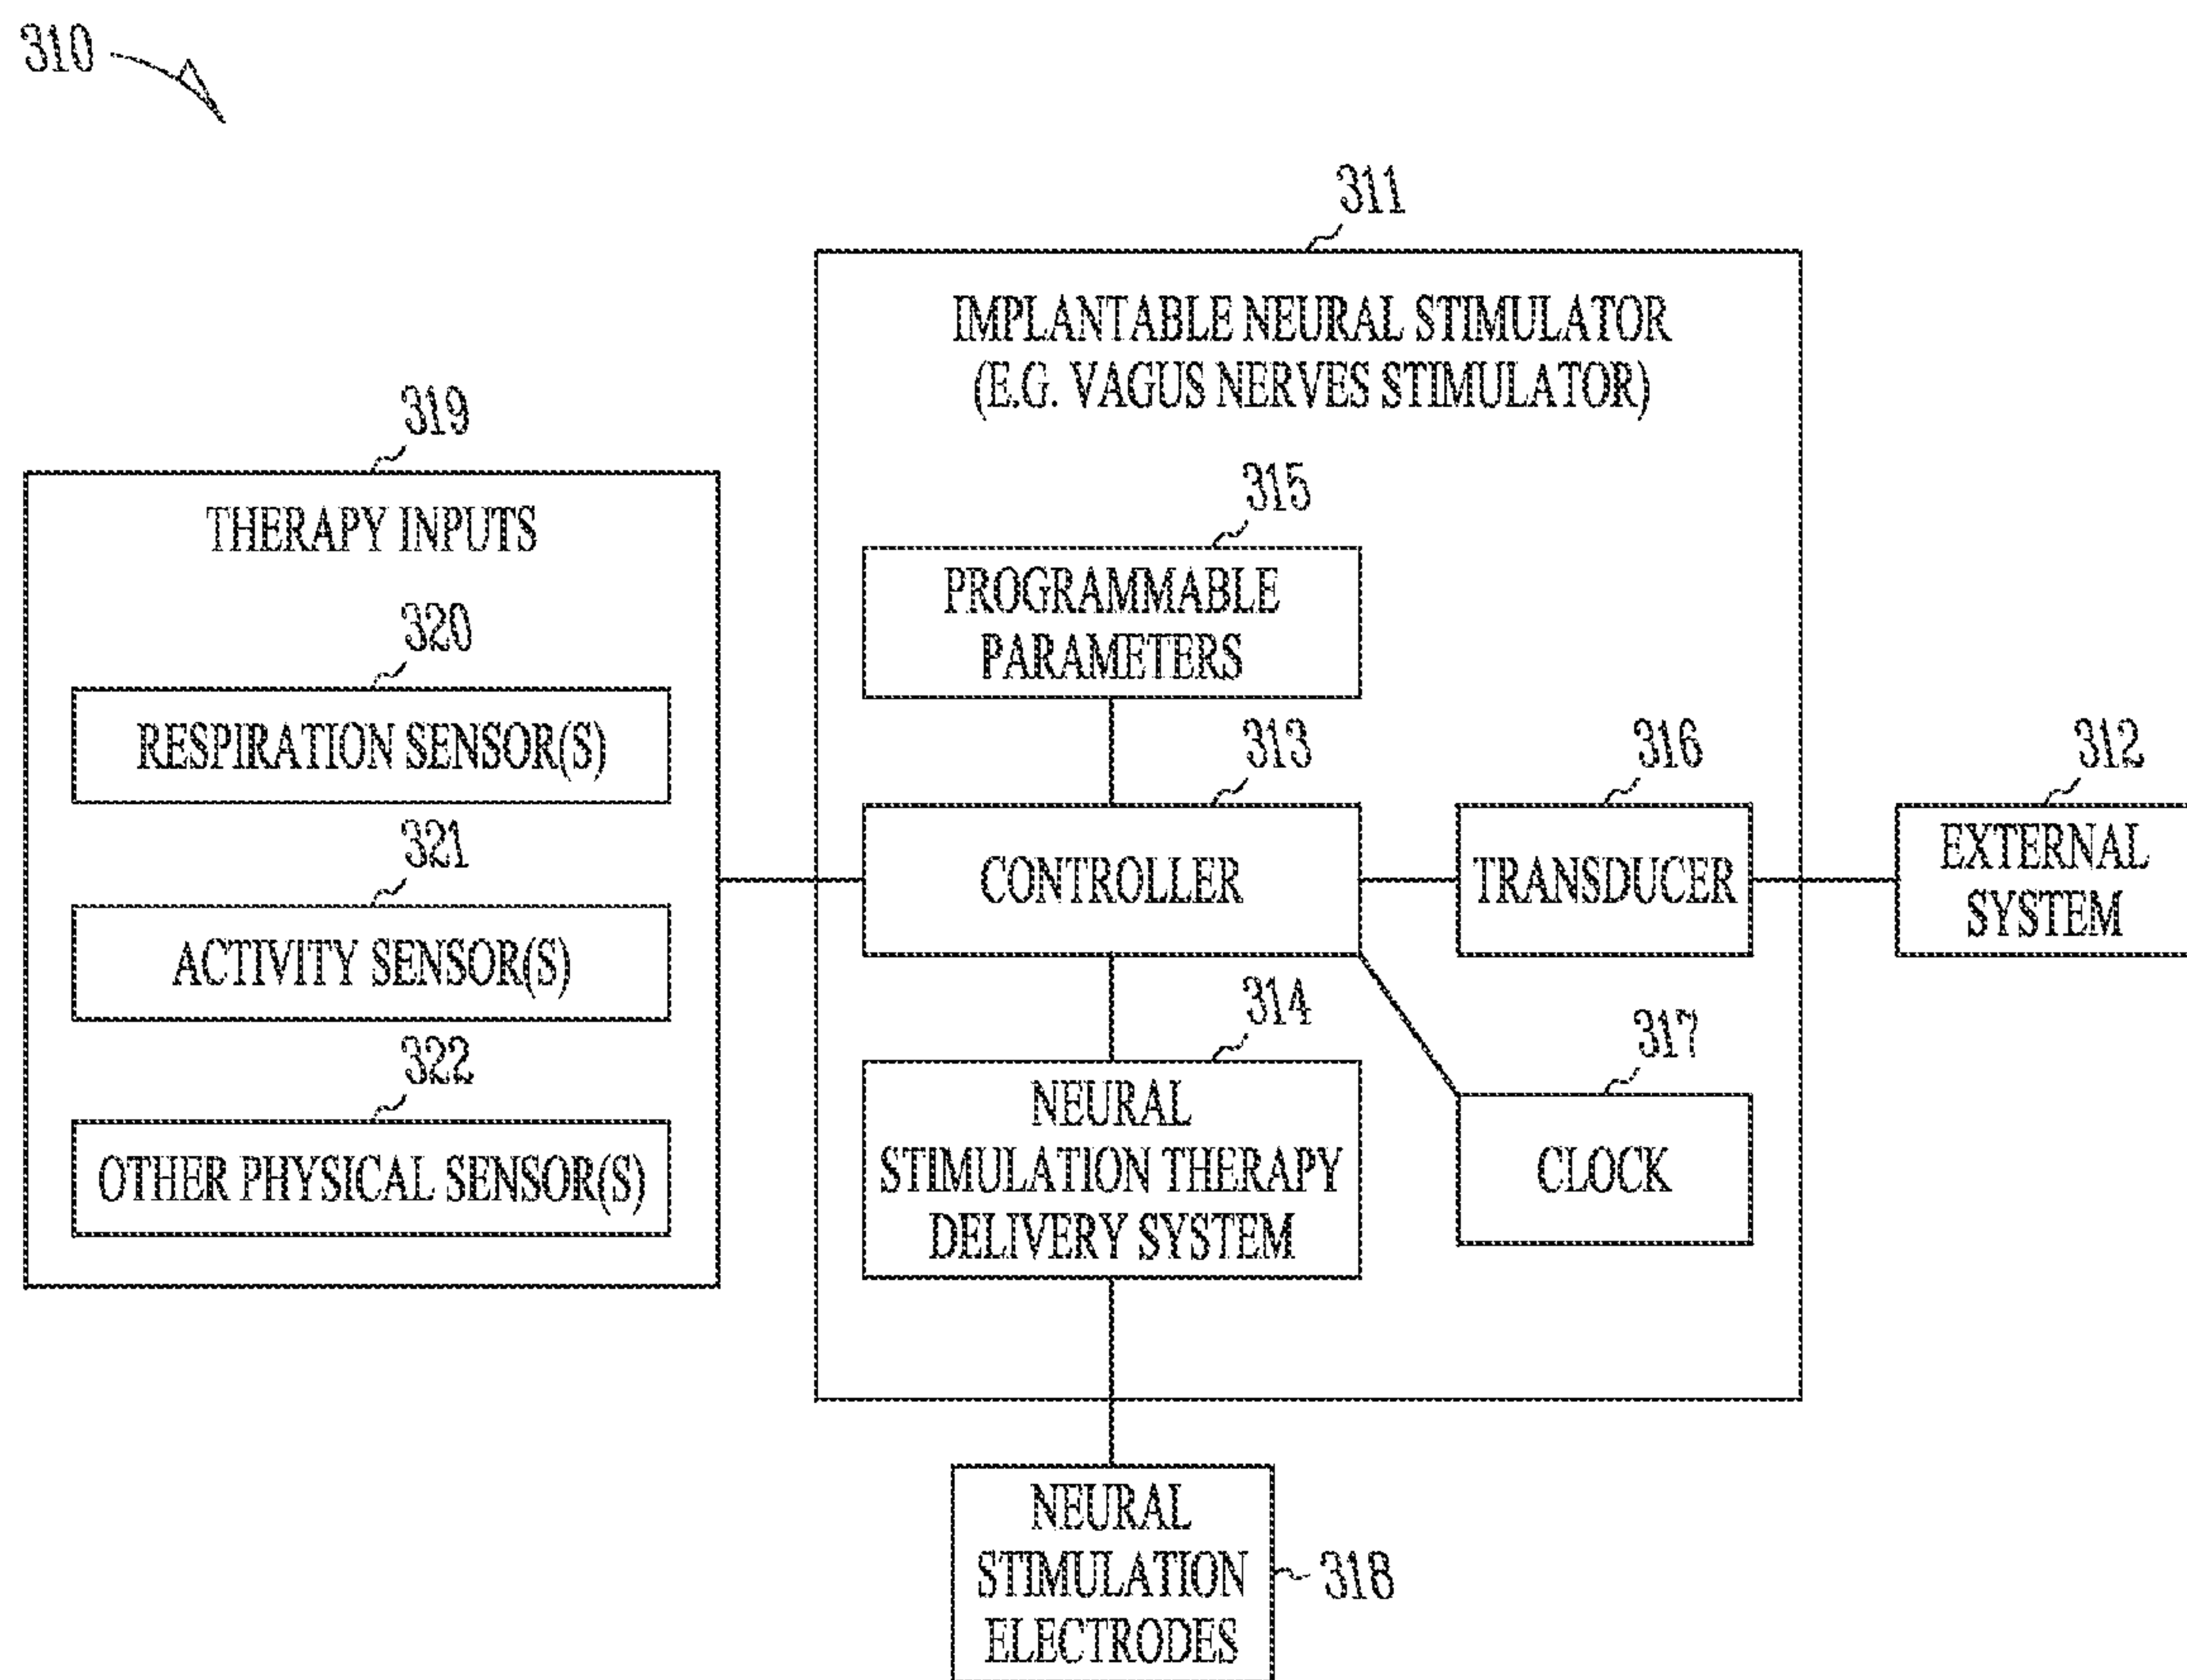 310
311
IMPLANTABLE NEURAL STIMULATOR
(E.G. VAGUS NERVES STIMULATOR)
319
THERAPY INPUTS
320
RESPIRATION SENSOR(S)
321
ACTIVITY SENSOR(S)
322
OTHER PHYSICAL SENSOR(S)
315
PROGRAMMABLE
PARAMETERS
313
CONTROLLER
316
TRANSDUCER
312
EXTERNAL
SYSTEM
314
NEURAL
STIMULATION THERAPY
DELIVERY SYSTEM
317
CLOCK
NEURAL
STIMULATION
ELECTRODES
318